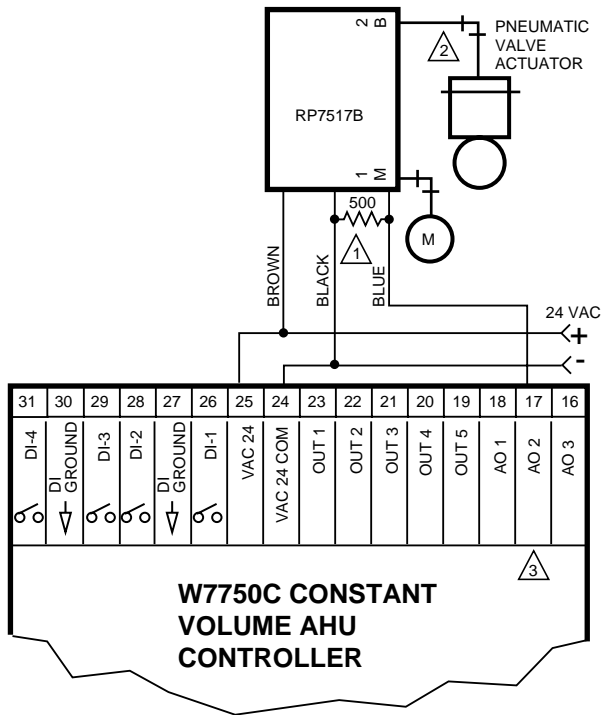 2 B
2
PNEUMATIC
VALVE
ACTUATOR
RP7517B
1 M
500
1
M
BROWN
BLACK
BLUE
24 VAC
+
-
31 30 29 28 27 26 25 24 23 22 21 20 19 18 17 16
DI-4
DI
GROUND
DI-3
DI-2
DI
GROUND
DI-1
VAC 24
VAC 24 COM
OUT 1
OUT 2
OUT 3
OUT 4
OUT 5
AO 1
AO 2
AO 3
3
W7750C CONSTANT
VOLUME AHU
CONTROLLER